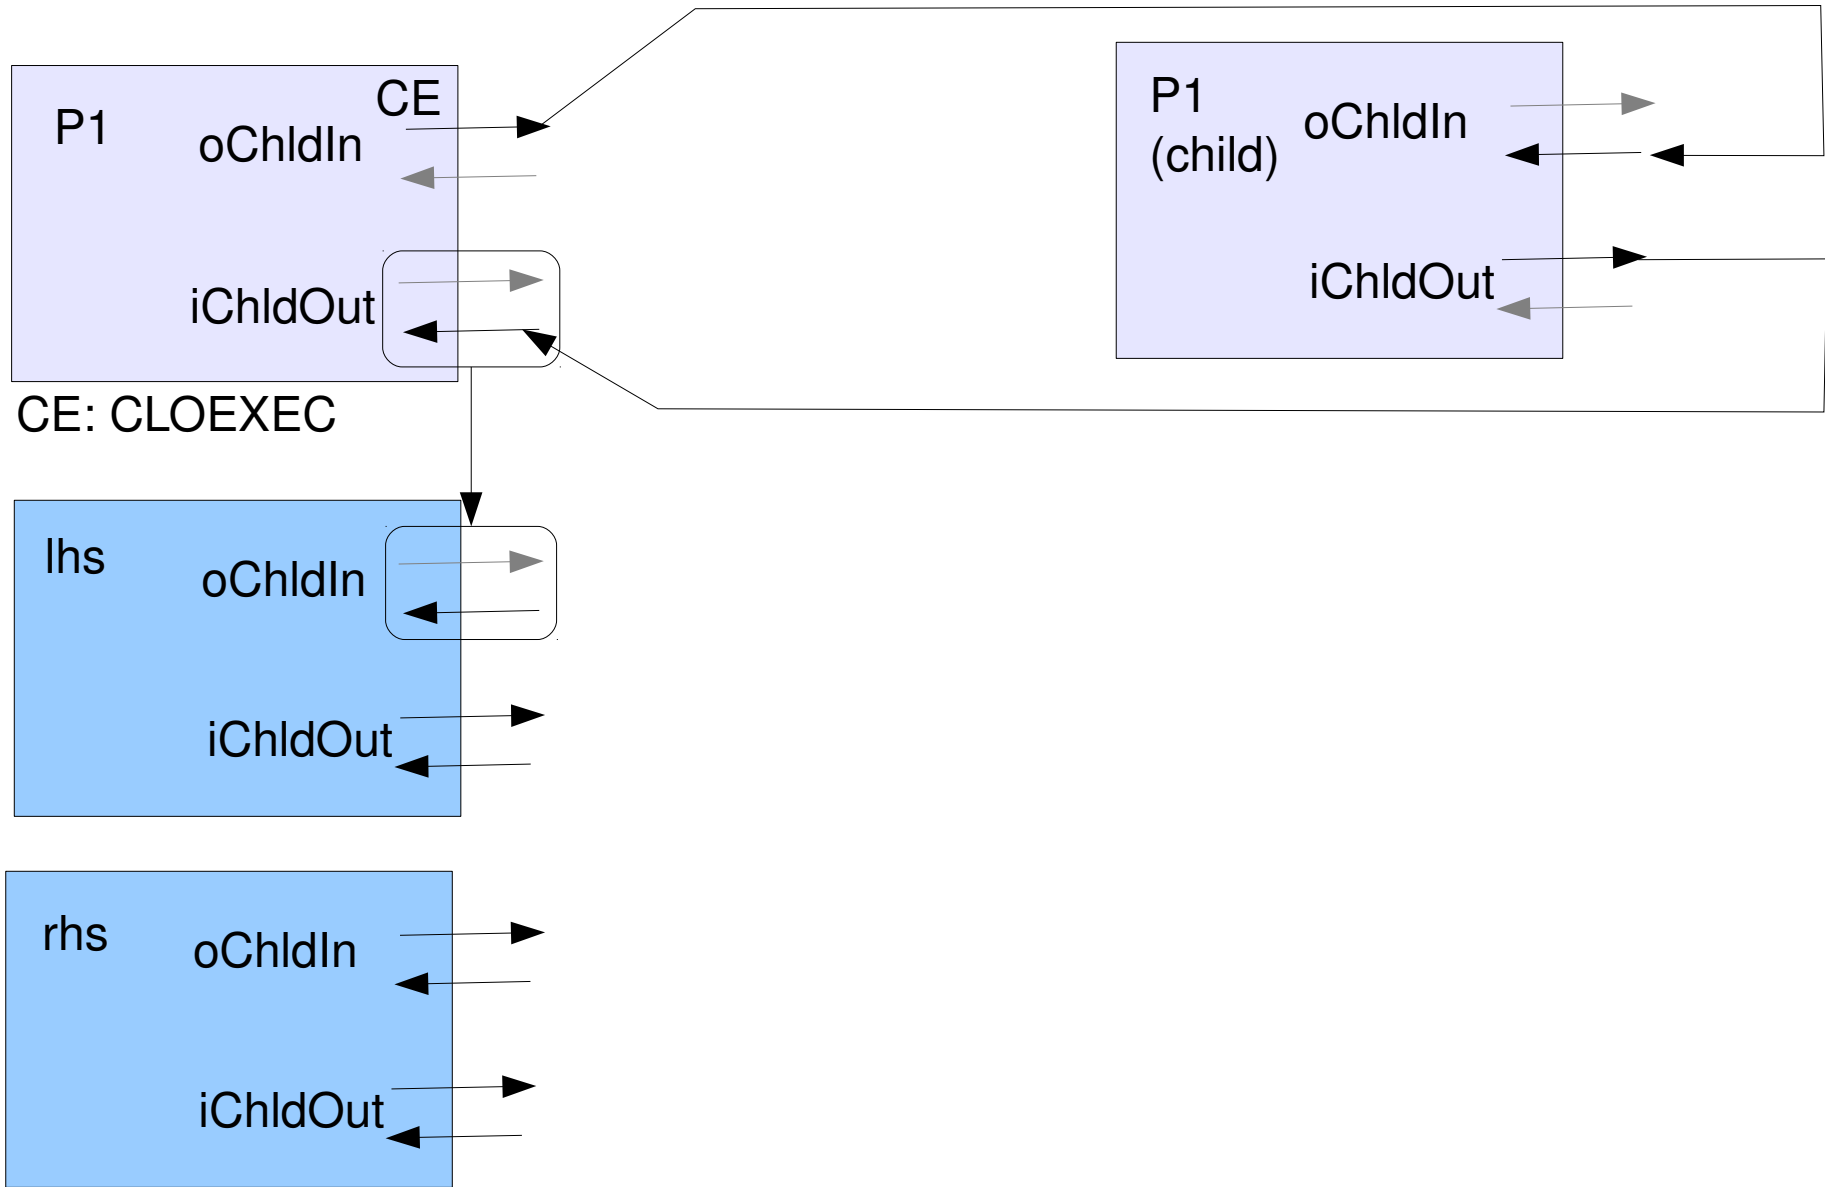 P1
CE
oChldIn
iChldOut
CE: CLOEXEC
P1
(child)
oChldIn
iChldOut
lhs
oChldIn
iChldOut
rhs
oChldIn
iChldOut